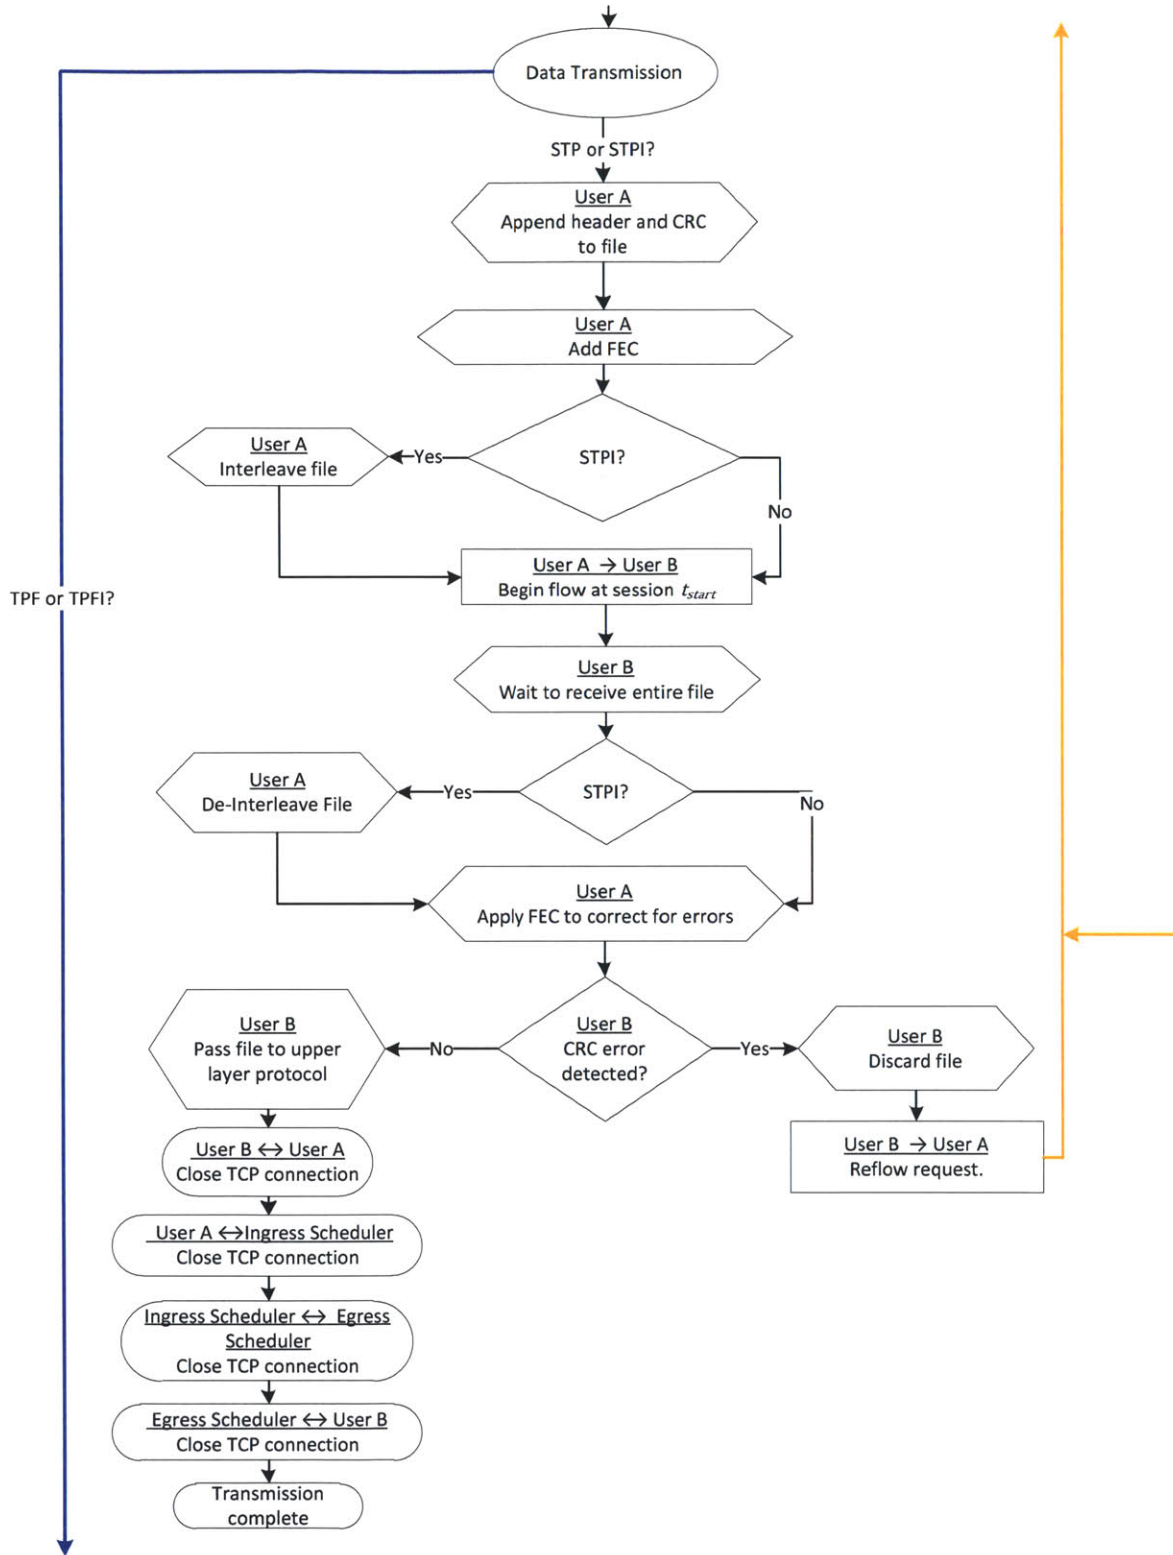 Data Transmission
STP or STPI?
User A
Append header and CRC
to file
User A
Add FEC
STPI?
Yes
User A
Interleave file
No
User A → User B
Begin flow at session t_start
TPF or TPFI?
User B
Wait to receive entire file
STPI?
Yes
User A
De-Interleave File
No
User A
Apply FEC to correct for errors
User B
CRC error
detected?
No
User B
Pass file to upper
layer protocol
Yes
User B
Discard file
User B → User A
Reflow request.
User B ↔ User A
Close TCP connection
User A ↔Ingress Scheduler
Close TCP connection
Ingress Scheduler ↔ Egress
Scheduler
Close TCP connection
Egress Scheduler ↔ User B
Close TCP connection
Transmission
complete